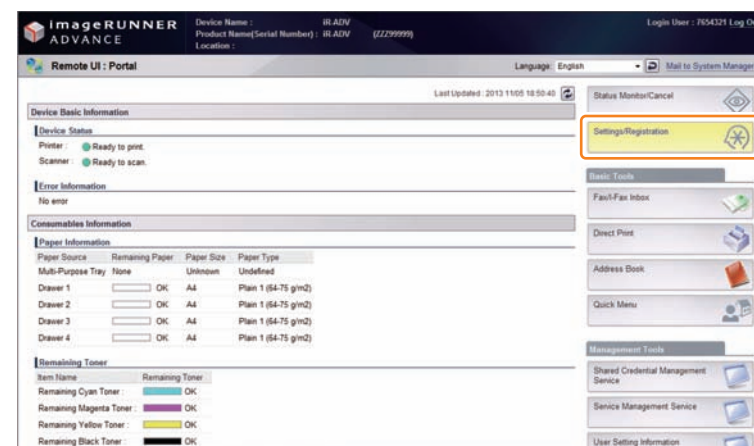 imageRUNNER
ADVANCE
Device Name : iR-ADV
Product Name(Serial Number) : iR-ADV (ZZZ99999)
Location :
Login User : 7654321 Log O
Remote UI : Portal
Language: English
Mail to System Manager
Last Updated : 2013 11/05 18:50:40
Device Basic Information
Device Status
Printer : Ready to print.
Scanner : Ready to scan.
Error Information
No error
Consumables Information
Paper Information
Paper Source Remaining Paper Paper Size Paper Type
Multi-Purpose Tray None Unknown Undefined
Drawer 1 OK A4 Plain 1 (64-75 g/m2)
Drawer 2 OK A4 Plain 1 (64-75 g/m2)
Drawer 3 OK A4 Plain 1 (64-75 g/m2)
Drawer 4 OK A4 Plain 1 (64-75 g/m2)
Remaining Toner
Item Name Remaining Toner
Remaining Cyan Toner : OK
Remaining Magenta Toner : OK
Remaining Yellow Toner : OK
Remaining Black Toner : OK
Status Monitor/Cancel
Settings/Registration
Basic Tools
Fax/I-Fax Inbox
Direct Print
Address Book
Quick Menu
Management Tools
Shared Credential Management
Service
Service Management Service
User Setting Information